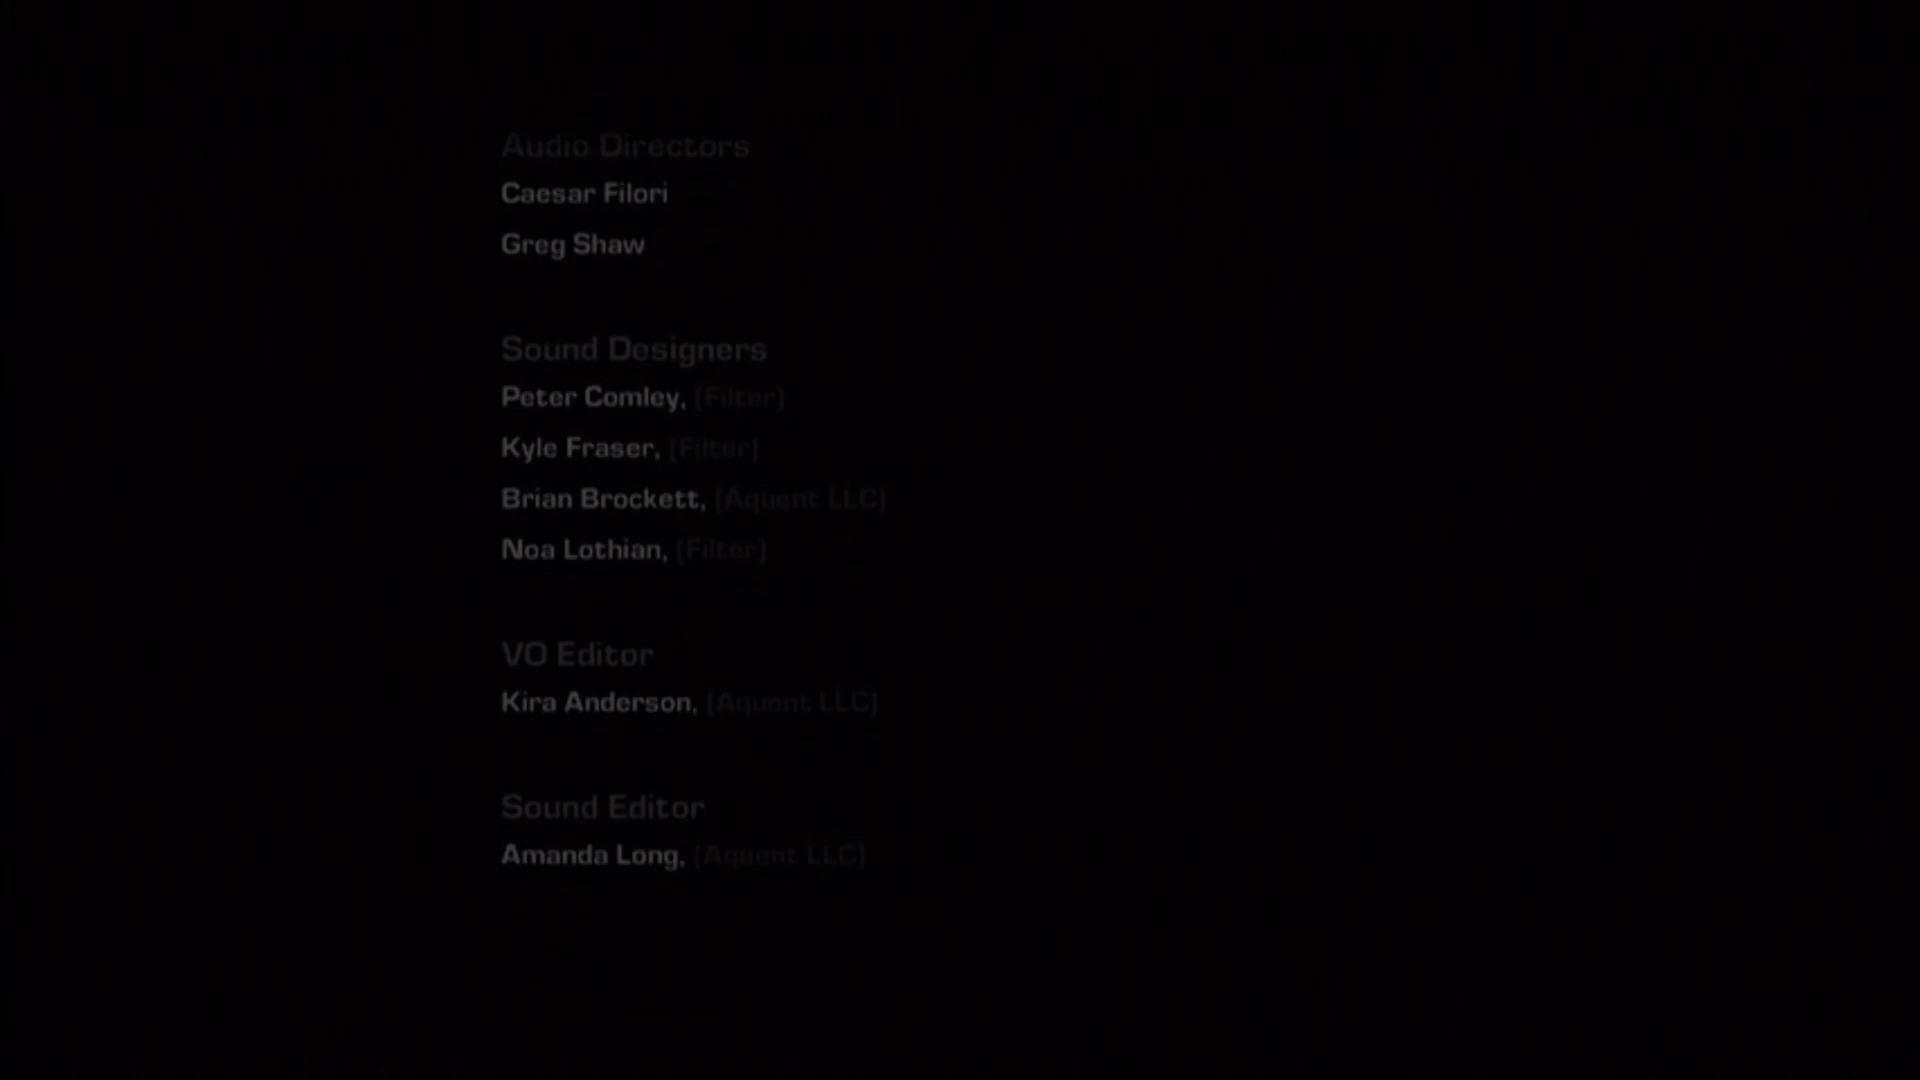 Audio Directors
Caesar Filori
Greg Shaw
Sound Designers
Peter Comley, (Filter)
Kyle Fraser, (Filter)
Brian Brockett, (Aquent LLC)
Noa Lothian, (Filter)
VO Editor
Kira Anderson, (Aquent LLC)
Sound Editor
Amanda Long, (Aquent LLC)